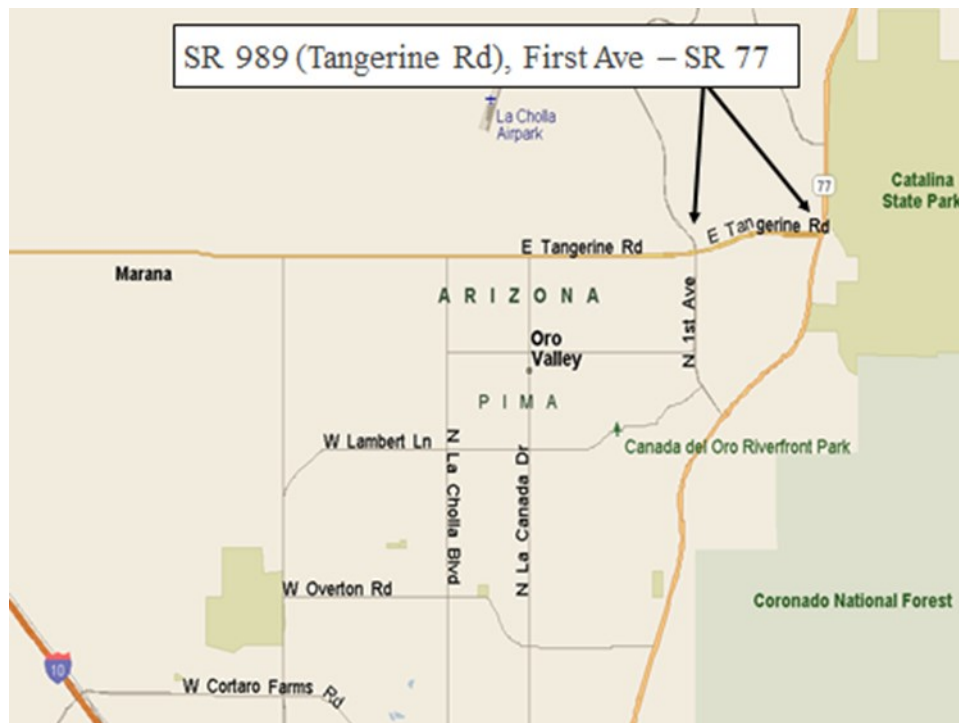 SR 989 (Tangerine Rd), First Ave – SR 77
La Cholla
Airpark
77
Catalina
State Park
E Tangerine Rd
E Tangerine Rd
Marana
ARIZONA
N 1st Ave
Oro
Valley
PIMA
W Lambert Ln
N La Cholla Blvd
N La Canada Dr
Canada del Oro Riverfront Park
W Overton Rd
Coronado National Forest
10
W Cortaro Farms Rd